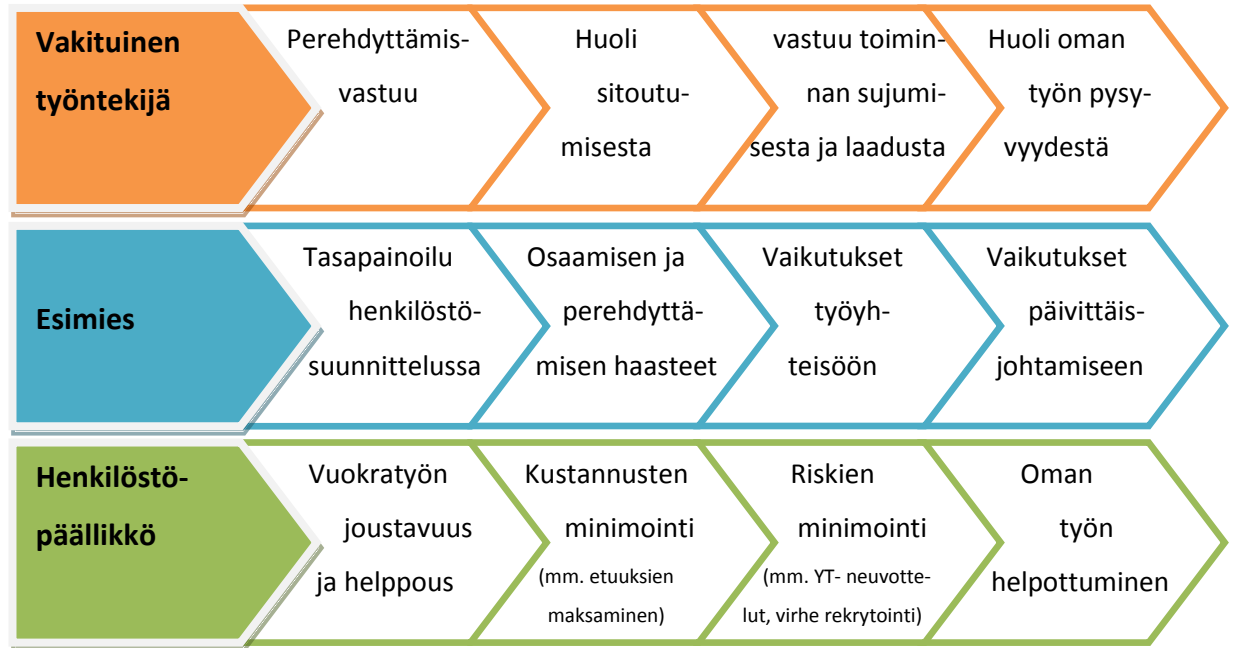 Vakituinen
työntekijä
Perehdyttämis-
vastuu
Huoli
sitoutu-
misesta
vastuu toimin-
nan sujumi-
sesta ja laadusta
Huoli oman
työn pysy-
vyydestä
Esimies
Tasapainoilu
henkilöstö-
suunnittelussa
Osaamisen ja
perehdyttä-
misen haasteet
Vaikutukset
työyh-
teisöön
Vaikutukset
päivittäis-
johtamiseen
Henkilöstö-
päällikkö
Vuokratyön
joustavuus
ja helppous
Kustannusten
minimointi
(mm. etuuksien
maksaminen)
Riskien
minimointi
(mm. YT- neuvotte-
lut, virhe rekrytointi)
Oman
työn
helpottuminen